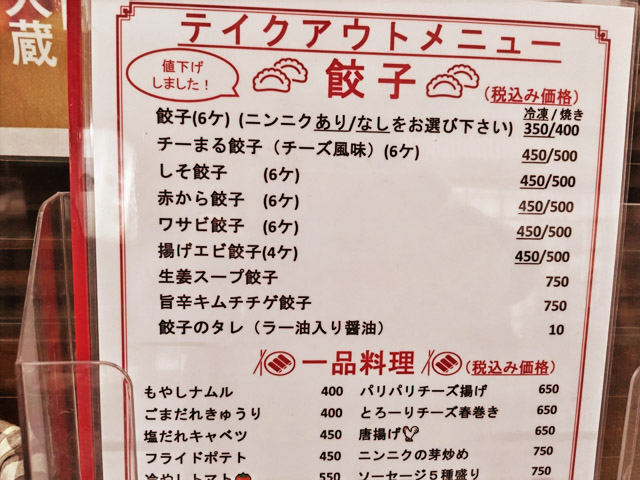 大蔵
テイクアウトメニュー
値下げ
しました!
餃子
(税込み価格)
冷凍/焼き
餃子(6ケ) (ニンニクあり/なしをお選び下さい) 350/400
チーまる餃子(チーズ風味)(6ケ) 450/500
しそ餃子 (6ケ) 450/500
赤から餃子 (6ケ) 450/500
ワサビ餃子 (6ケ) 450/500
揚げエビ餃子(4ケ) 450/500
生姜スープ餃子 750
旨辛キムチチゲ餃子 750
餃子のタレ(ラー油入り醤油) 10
一品料理 (税込み価格)
もやしナムル 400 パリパリチーズ揚げ 650
ごまだれきゅうり 400 とろーりチーズ春巻き 650
塩だれキャベツ 450 唐揚げ 650
フライドポテト 450 ニンニクの芽炒め 750
冷やしトマト 550 ソーセージ5種盛り 750